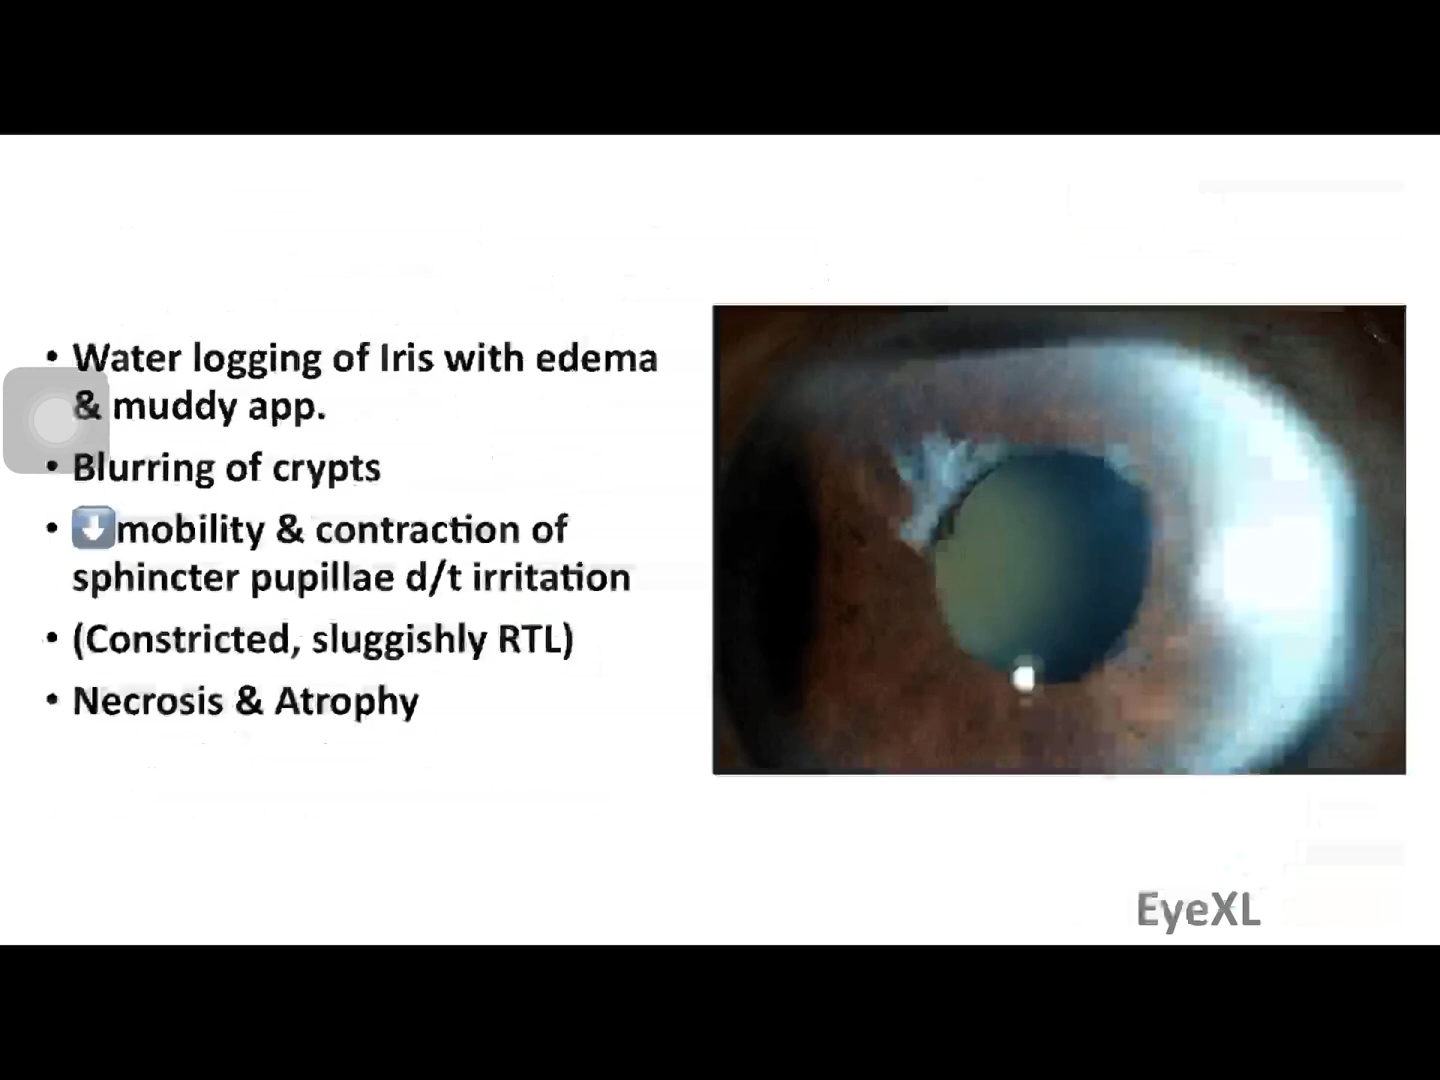 • Water logging of Iris with edema
& muddy app.
• Blurring of crypts
• ⬇️mobility & contraction of
sphincter pupillae d/t irritation
• (Constricted, sluggishly RTL)
• Necrosis & Atrophy
EyeXL